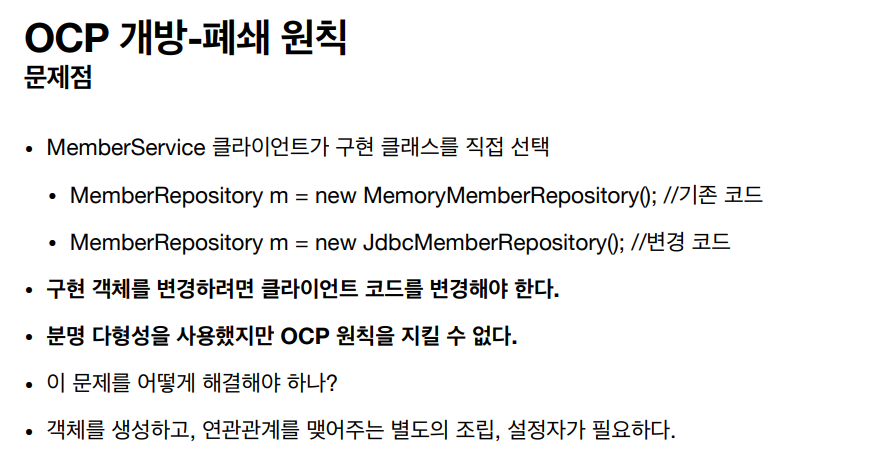 OCP 개방-폐쇄 원칙
문제점
• MemberService 클라이언트가 구현 클래스를 직접 선택
• MemberRepository m = new MemoryMemberRepository(); //기존 코드
• MemberRepository m = new JdbcMemberRepository(); //변경 코드
• 구현 객체를 변경하려면 클라이언트 코드를 변경해야 한다.
• 분명 다형성을 사용했지만 OCP 원칙을 지킬 수 없다.
• 이 문제를 어떻게 해결해야 하나?
• 객체를 생성하고, 연관관계를 맺어주는 별도의 조립, 설정자가 필요하다.